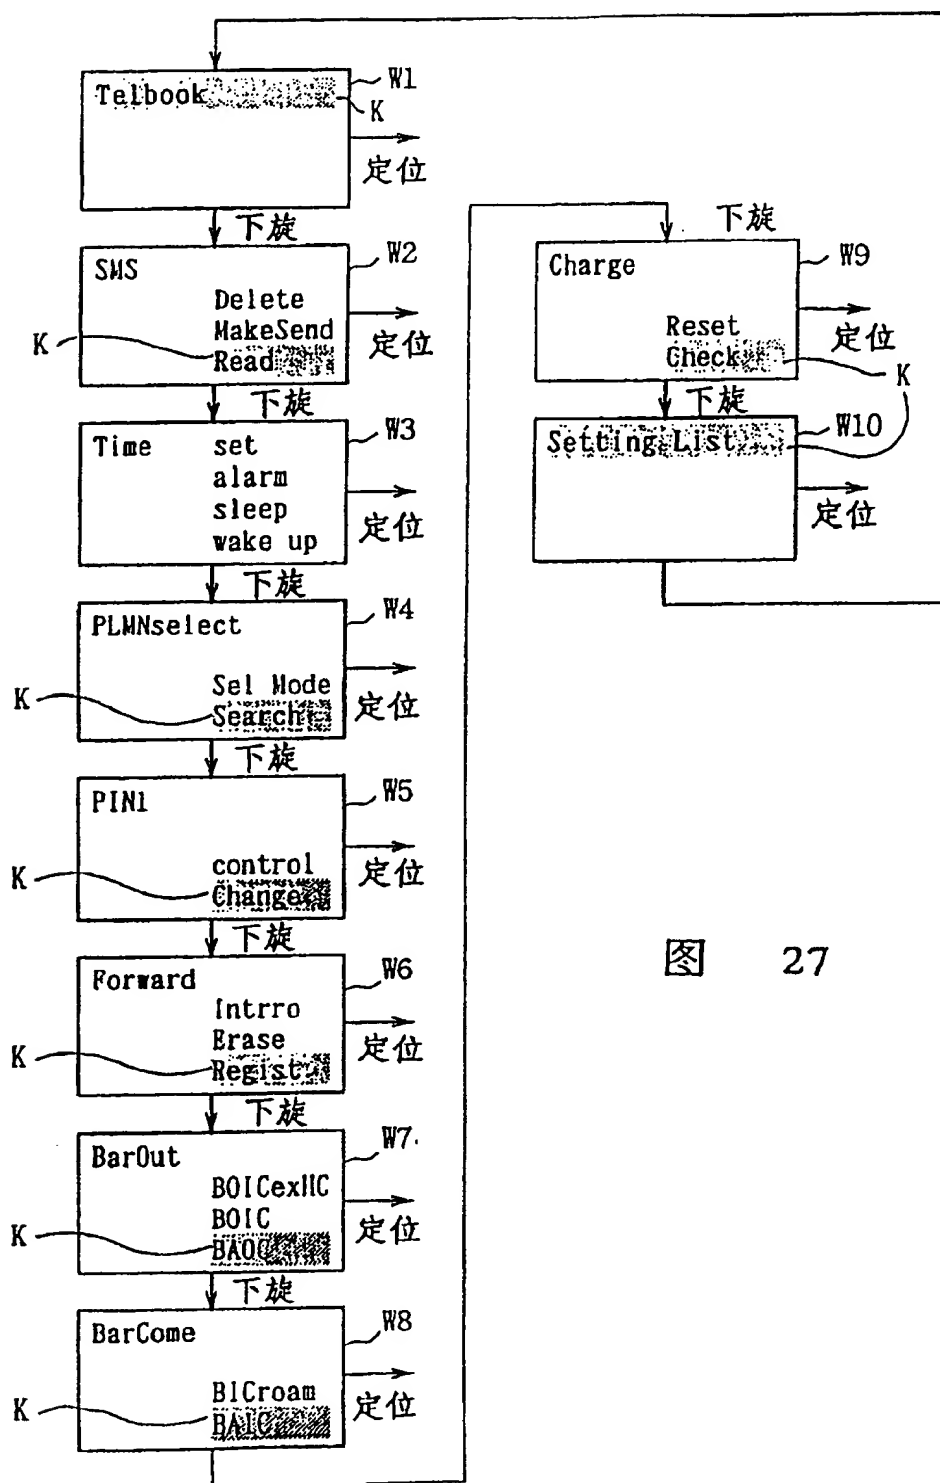 Telbook
W1
K
定位
下旋
SMS
W2
Delete
MakeSend
K
Read
定位
下旋
Time
set
W3
alarm
sleep
wake up
定位
下旋
PLMNselect
W4
Sel Mode
K
Search
定位
下旋
PIN1
W5
control
K
Change
定位
下旋
Forward
W6
Intrro
Erase
K
Regist
定位
下旋
BarOut
W7
BOICexHC
BOIC
K
BAOC
定位
下旋
BarCome
W8
BICroam
K
BAIC
定位
下旋
Charge
W9
Reset
Check
定位
K
下旋
Setting List
W10
定位
图 27